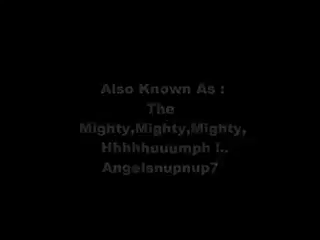 Also Known As :
The
Mighty,Mighty,Mighty,
Hhhhhuuumph !..
Angelsnupnup7